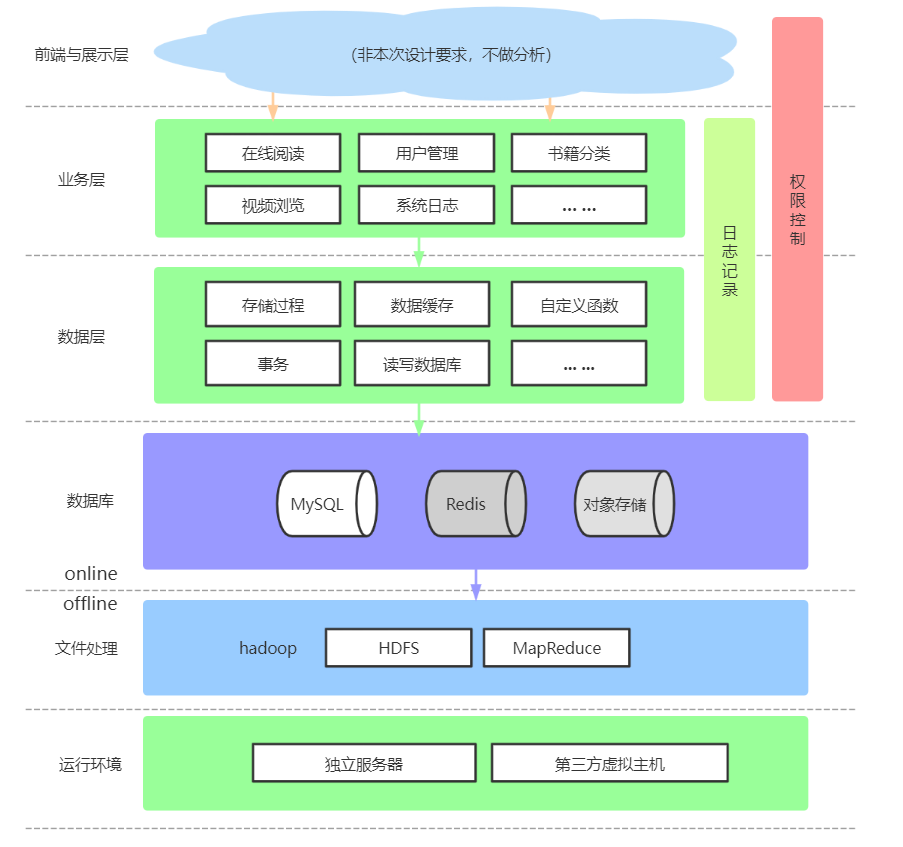 前端与展示层
（非本次设计要求，不做分析）
业务层
在线阅读
用户管理
书籍分类
视频浏览
系统日志
... ...
数据层
存储过程
数据缓存
自定义函数
事务
读写数据库
... ...
日志记录
权限控制
数据库
MySQL
Redis
对象存储
online
offline
文件处理
hadoop
HDFS
MapReduce
运行环境
独立服务器
第三方虚拟主机